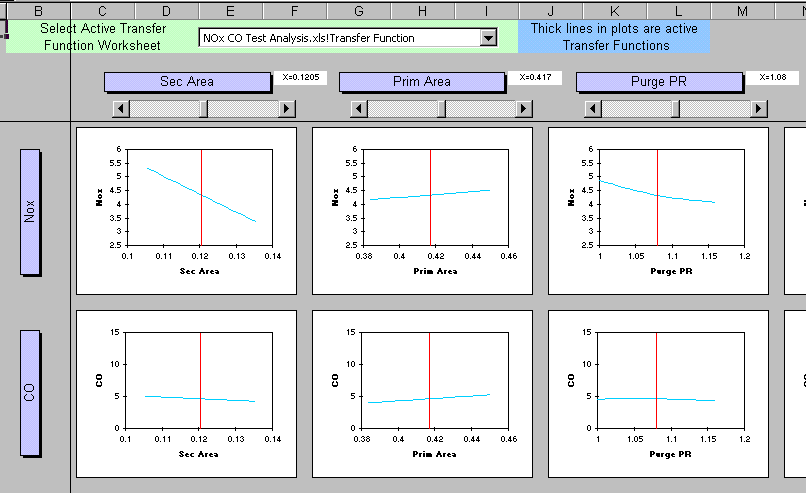 B C D E F G H I J K L M N
Select Active Transfer
Function Worksheet
NOx CO Test Analysis.xls!Transfer Function
Thick lines in plots are active
Transfer Functions
Sec Area
X=0.1205
Prim Area
X=0.417
Purge PR
X=1.08
Nox
Nox
6
5.5
5
4.5
4
3.5
3
2.5
0.1 0.11 0.12 0.13 0.14
Sec Area
Nox
6
5.5
5
4.5
4
3.5
3
2.5
0.38 0.4 0.42 0.44 0.46
Prim Area
Nox
6
5.5
5
4.5
4
3.5
3
2.5
1 1.05 1.1 1.15 1.2
Purge PR
CO
CO
15
10
5
0
0.1 0.11 0.12 0.13 0.14
Sec Area
CO
15
10
5
0
0.38 0.4 0.42 0.44 0.46
Prim Area
CO
15
10
5
0
1 1.05 1.1 1.15 1.2
Purge PR